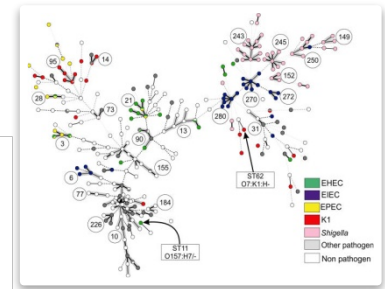 243
245
149
95
14
250
152
28
21
73
270
272
280
13
31
3
90
6
155
77
184
226
10
ST62
O7:K1:H-
ST11
O157:H7/-
EHEC
EIEC
EPEC
K1
Shigella
Other pathogen
Non pathogen